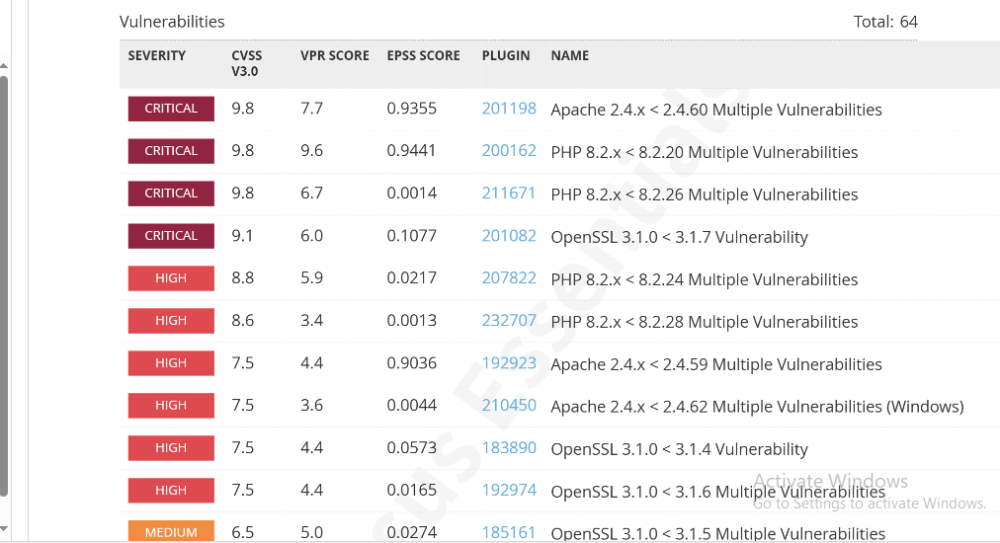 Vulnerabilities Total: 64
SEVERITY CVSS V3.0 VPR SCORE EPSS SCORE PLUGIN NAME
CRITICAL 9.8 7.7 0.9355 201198 Apache 2.4.x < 2.4.60 Multiple Vulnerabilities
CRITICAL 9.8 9.6 0.9441 200162 PHP 8.2.x < 8.2.20 Multiple Vulnerabilities
CRITICAL 9.8 6.7 0.0014 211671 PHP 8.2.x < 8.2.26 Multiple Vulnerabilities
CRITICAL 9.1 6.0 0.1077 201082 OpenSSL 3.1.0 < 3.1.7 Vulnerability
HIGH 8.8 5.9 0.0217 207822 PHP 8.2.x < 8.2.24 Multiple Vulnerabilities
HIGH 8.6 3.4 0.0013 232707 PHP 8.2.x < 8.2.28 Multiple Vulnerabilities
HIGH 7.5 4.4 0.9036 192923 Apache 2.4.x < 2.4.59 Multiple Vulnerabilities
HIGH 7.5 3.6 0.0044 210450 Apache 2.4.x < 2.4.62 Multiple Vulnerabilities (Windows)
HIGH 7.5 4.4 0.0573 183890 OpenSSL 3.1.0 < 3.1.4 Vulnerability
HIGH 7.5 4.4 0.0165 192974 OpenSSL 3.1.0 < 3.1.6 Multiple Vulnerabilities
MEDIUM 6.5 5.0 0.0274 185161 OpenSSL 3.1.0 < 3.1.5 Multiple Vulnerabilities
Activate Windows
Go to Settings to activate Windows.
us Essentials